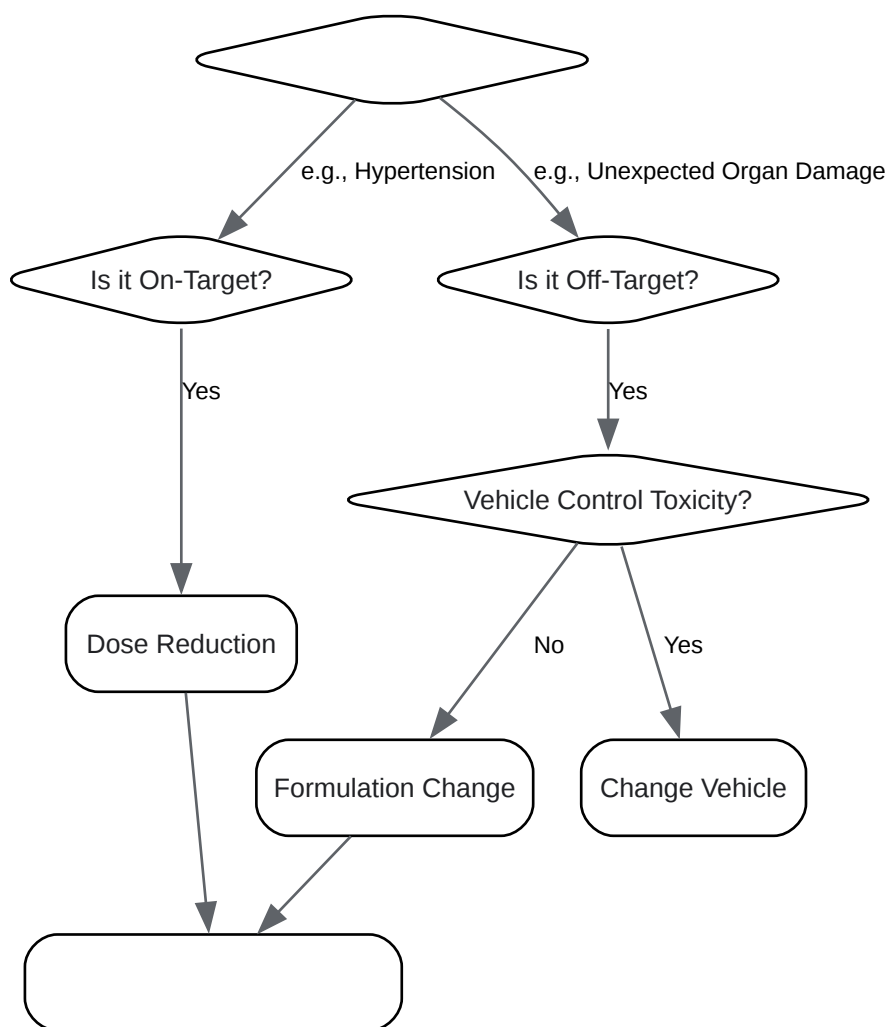 e.g., Hypertension
e.g., Unexpected Organ Damage
Is it On-Target?
Is it Off-Target?
Yes
Yes
Vehicle Control Toxicity?
No
Yes
Dose Reduction
Formulation Change
Change Vehicle